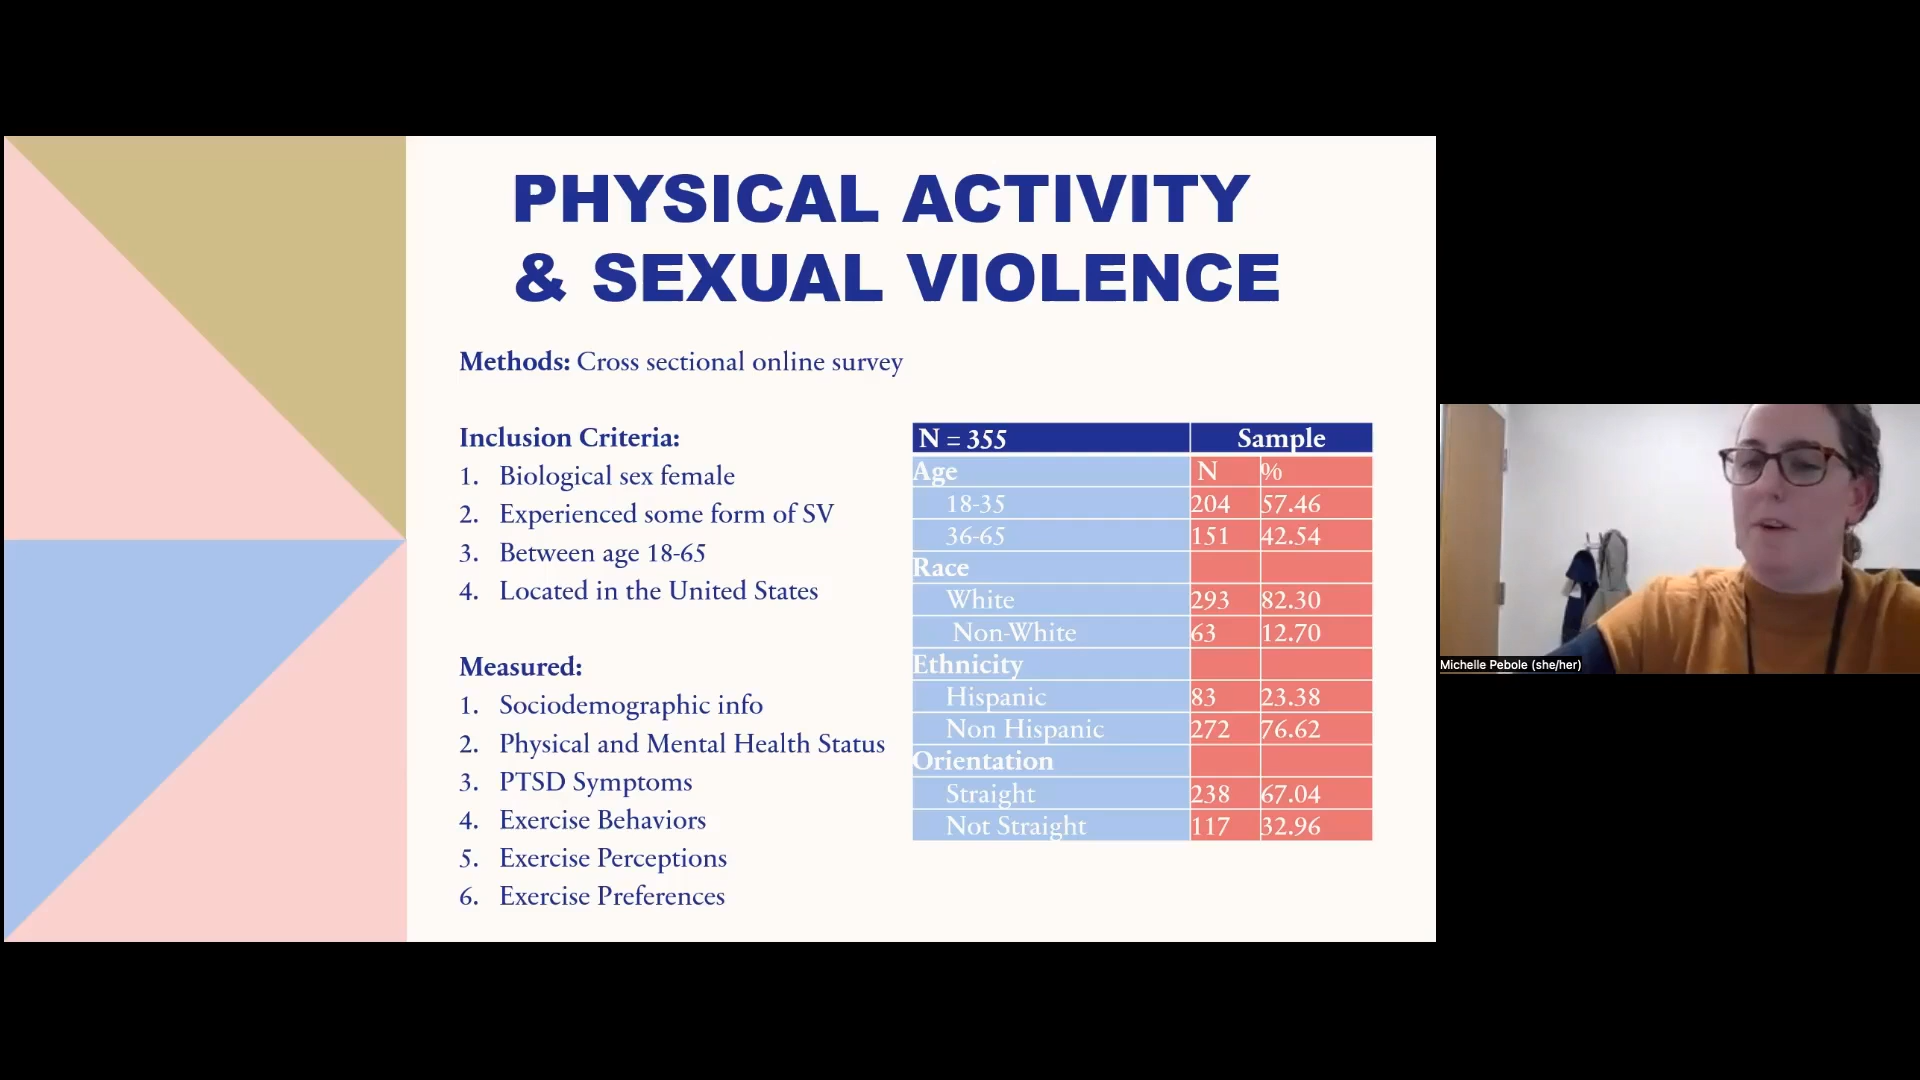 PHYSICAL ACTIVITY
& SEXUAL VIOLENCE
Methods: Cross sectional online survey
Inclusion Criteria:
1. Biological sex female
2. Experienced some form of SV
3. Between age 18-65
4. Located in the United States
Measured:
1. Sociodemographic info
2. Physical and Mental Health Status
3. PTSD Symptoms
4. Exercise Behaviors
5. Exercise Perceptions
6. Exercise Preferences
N = 355 Sample
Age N %
18-35 204 57.46
36-65 151 42.54
Race
White 293 82.30
Non-White 63 12.70
Ethnicity
Hispanic 83 23.38
Non Hispanic 272 76.62
Orientation
Straight 238 67.04
Not Straight 117 32.96
Michelle Pebole (she/her)